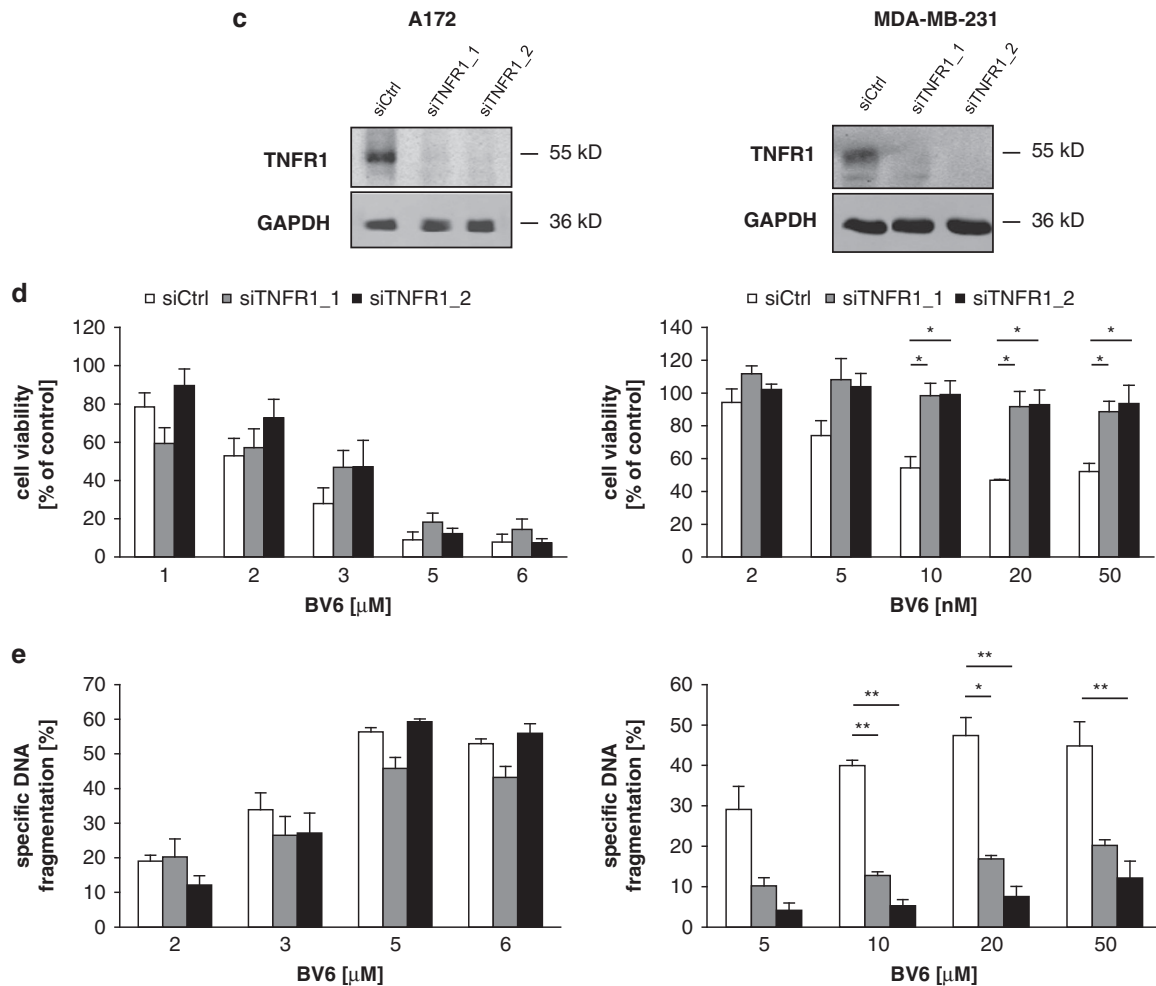 c
A172
MDA-MB-231
siCtrl
siTNFR1_1
siTNFR1_2
siCtrl
siTNFR1_1
siTNFR1_2
TNFR1
55 kD
GAPDH
36 kD
TNFR1
55 kD
GAPDH
36 kD
d
siCtrl siTNFR1_1 siTNFR1_2
cell viability
[% of control]
120
100
80
60
40
20
0
1 2 3 5 6
BV6 [μM]
siCtrl siTNFR1_1 siTNFR1_2
cell viability
[% of control]
140
120
100
80
60
40
20
0
* * *
* * *
2 5 10 20 50
BV6 [nM]
e
specific DNA
fragmentation [%]
70
60
50
40
30
20
10
0
2 3 5 6
BV6 [μM]
specific DNA
fragmentation [%]
60
50
40
30
20
10
0
** ** **
** *
5 10 20 50
BV6 [μM]